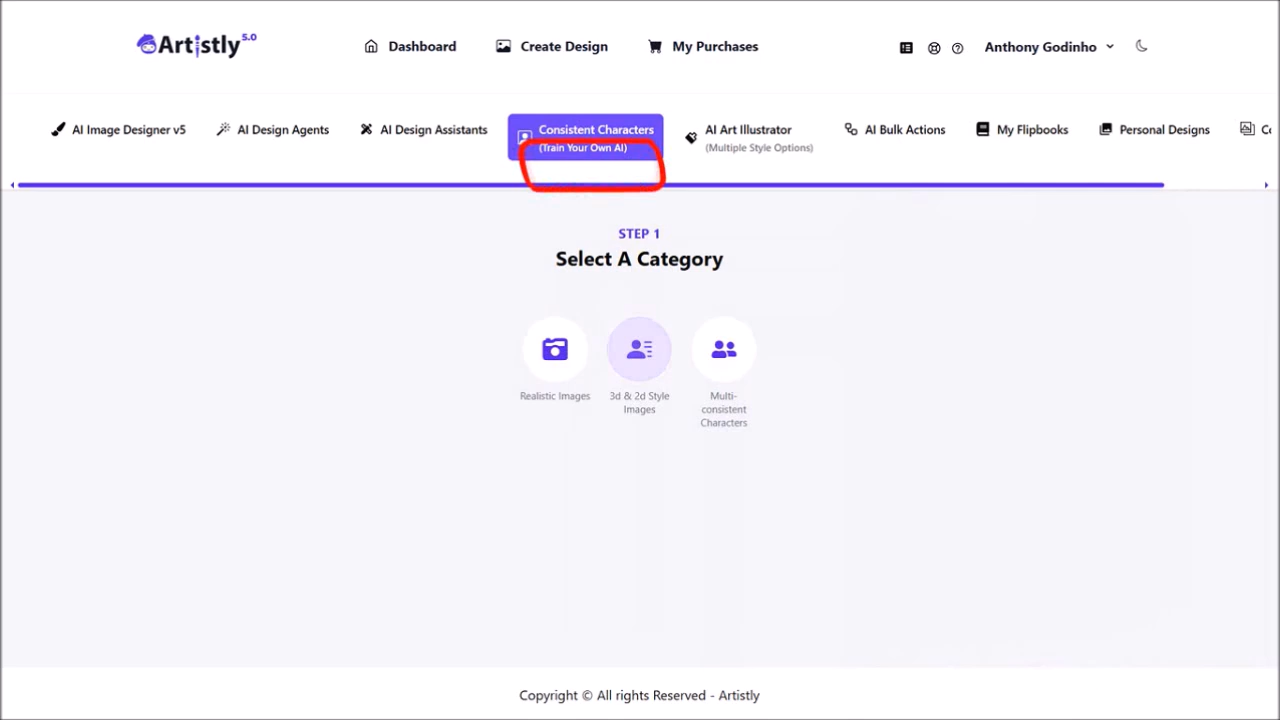 Artistly 5.0
Dashboard
Create Design
My Purchases
Anthony Godinho
AI Image Designer v5
AI Design Agents
AI Design Assistants
Consistent Characters
(Train Your Own AI)
AI Art Illustrator
(Multiple Style Options)
AI Bulk Actions
My Flipbooks
Personal Designs
STEP 1
Select A Category
Realistic Images
3d & 2d Style
Images
Multi-
consistent
Characters
Copyright © All rights Reserved - Artistly